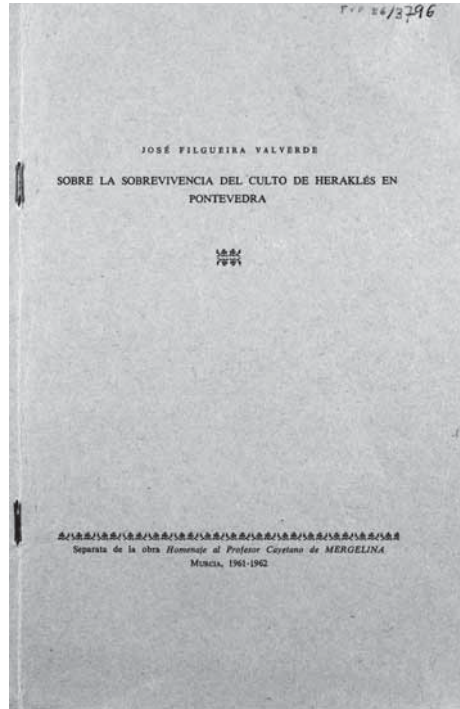 26/3796
JOSÉ FILGUEIRA VALVERDE
SOBRE LA SOBREVIVENCIA DEL CULTO DE HERAKLÉS EN
PONTEVEDRA
Separata de la obra Homenaje al Profesor Cayetano de MERGELINA
MURCIA, 1961-1962